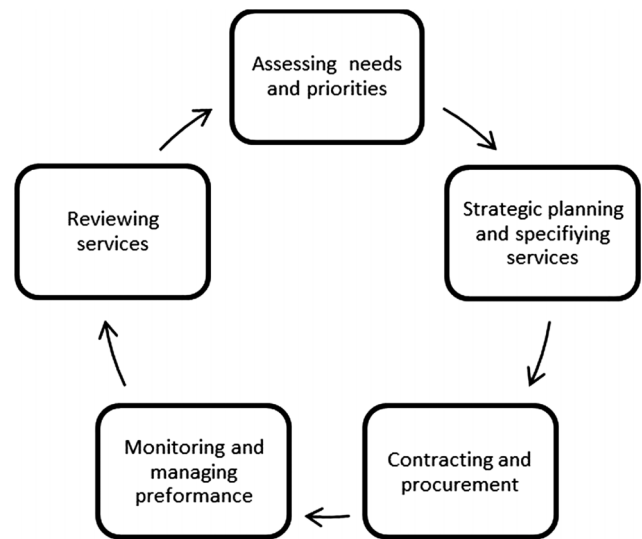 Assessing needs
and priorities
Strategic planning
and specifiying
services
Contracting and
procurement
Monitoring and
managing
preformance
Reviewing
services